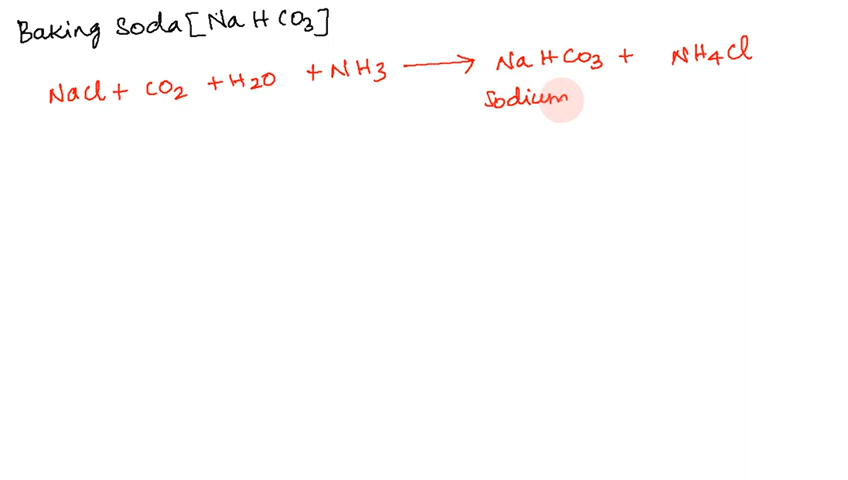 Baking Soda [NaHCO3]
NaCl + CO2 + H2O + NH3 → NaHCO3 + NH4Cl
Sodium